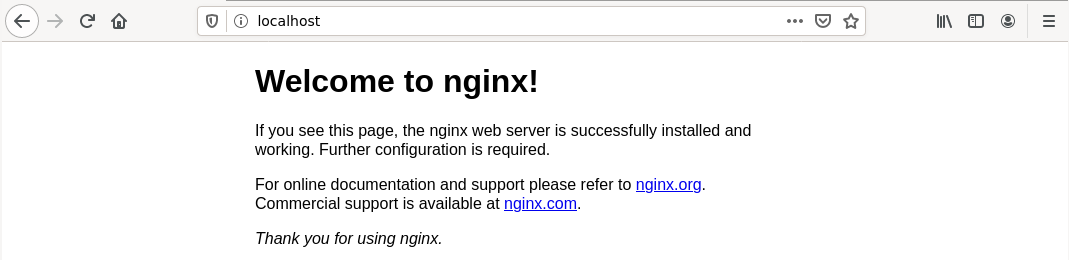 localhost
Welcome to nginx!
If you see this page, the nginx web server is successfully installed and
working. Further configuration is required.
For online documentation and support please refer to nginx.org.
Commercial support is available at nginx.com.
Thank you for using nginx.